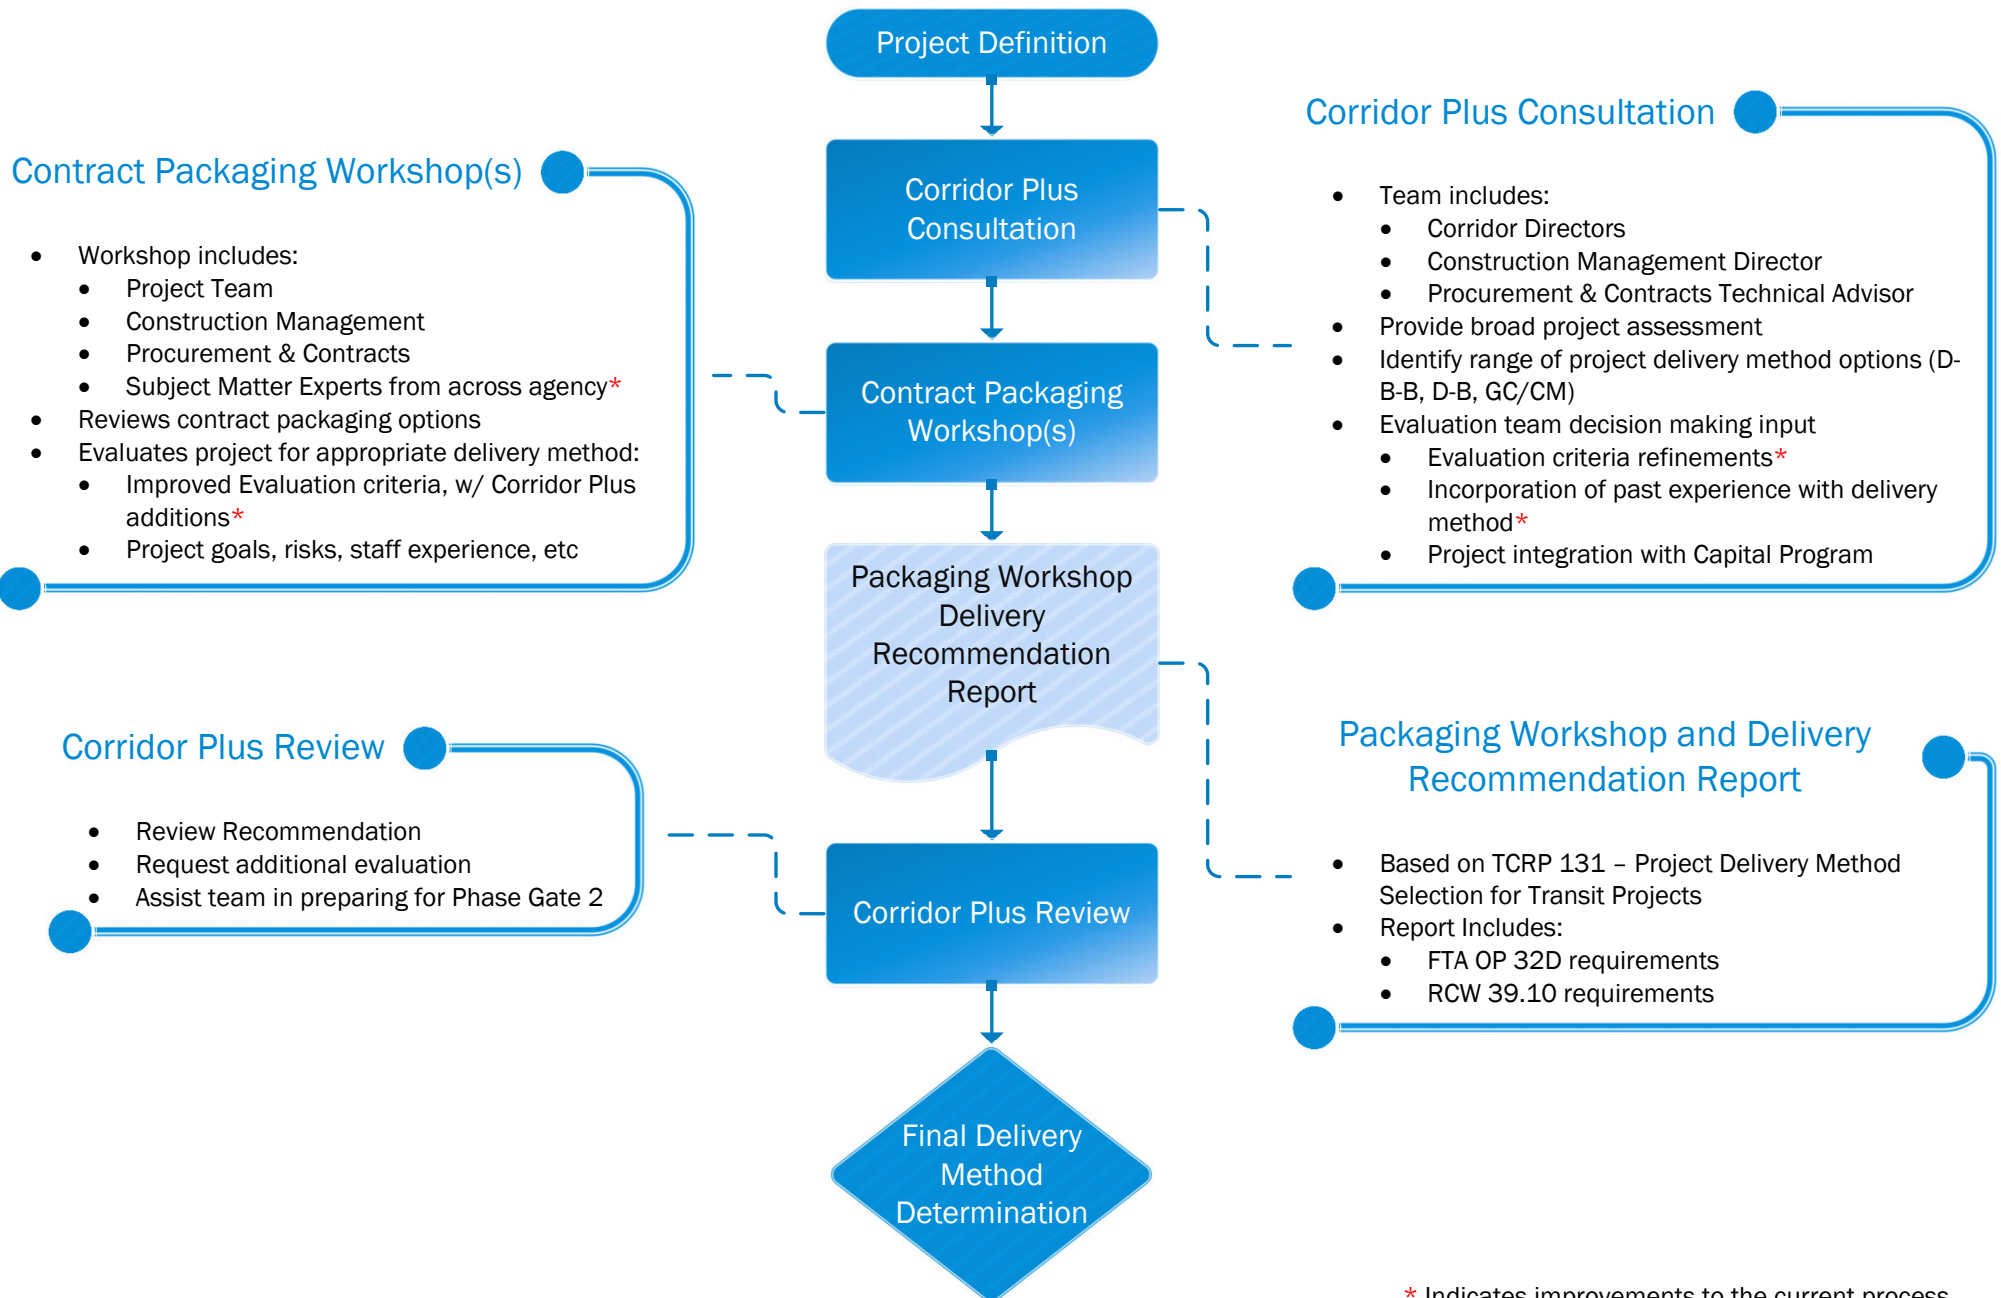 Project Definition
Corridor Plus
Consultation
Contract Packaging
Workshop(s)
Packaging Workshop
Delivery
Recommendation
Report
Corridor Plus Review
Final Delivery
Method
Determination
Contract Packaging Workshop(s)
• Workshop includes:
• Project Team
• Construction Management
• Procurement & Contracts
• Subject Matter Experts from across agency*
• Reviews contract packaging options
• Evaluates project for appropriate delivery method:
• Improved Evaluation criteria, w/ Corridor Plus
additions*
• Project goals, risks, staff experience, etc
Corridor Plus Review
• Review Recommendation
• Request additional evaluation
• Assist team in preparing for Phase Gate 2
Corridor Plus Consultation
• Team includes:
• Corridor Directors
• Construction Management Director
• Procurement & Contracts Technical Advisor
• Provide broad project assessment
• Identify range of project delivery method options (D-
B-B, D-B, GC/CM)
• Evaluation team decision making input
• Evaluation criteria refinements*
• Incorporation of past experience with delivery
method*
• Project integration with Capital Program
Packaging Workshop and Delivery
Recommendation Report
• Based on TCRP 131 – Project Delivery Method
Selection for Transit Projects
• Report Includes:
• FTA OP 32D requirements
• RCW 39.10 requirements
* Indicates improvements to the current process